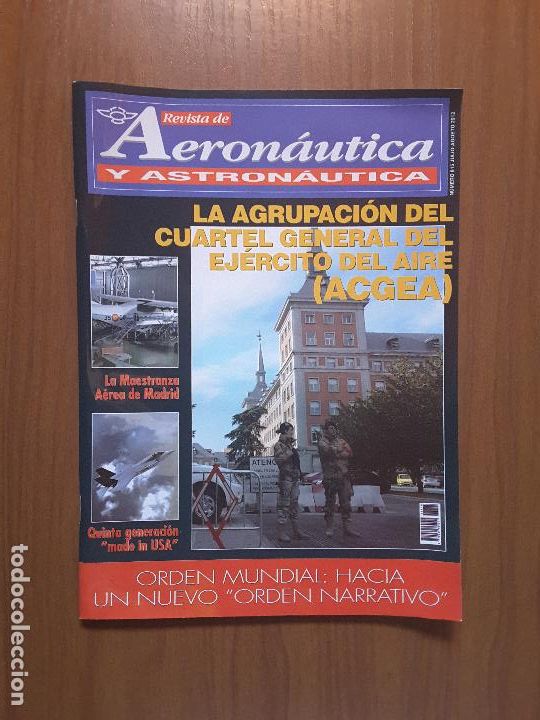 Revista de
Aeronáutica
Y ASTRONÁUTICA
LA AGRUPACIÓN DEL
CUARTEL GENERAL DEL
EJÉRCITO DEL AIRE
(ACGEA)
La Maestranza
Aérea de Madrid
Quinta generación
"made in USA"
ORDEN MUNDIAL: HACIA
UN NUEVO "ORDEN NARRATIVO"
todocoleccion